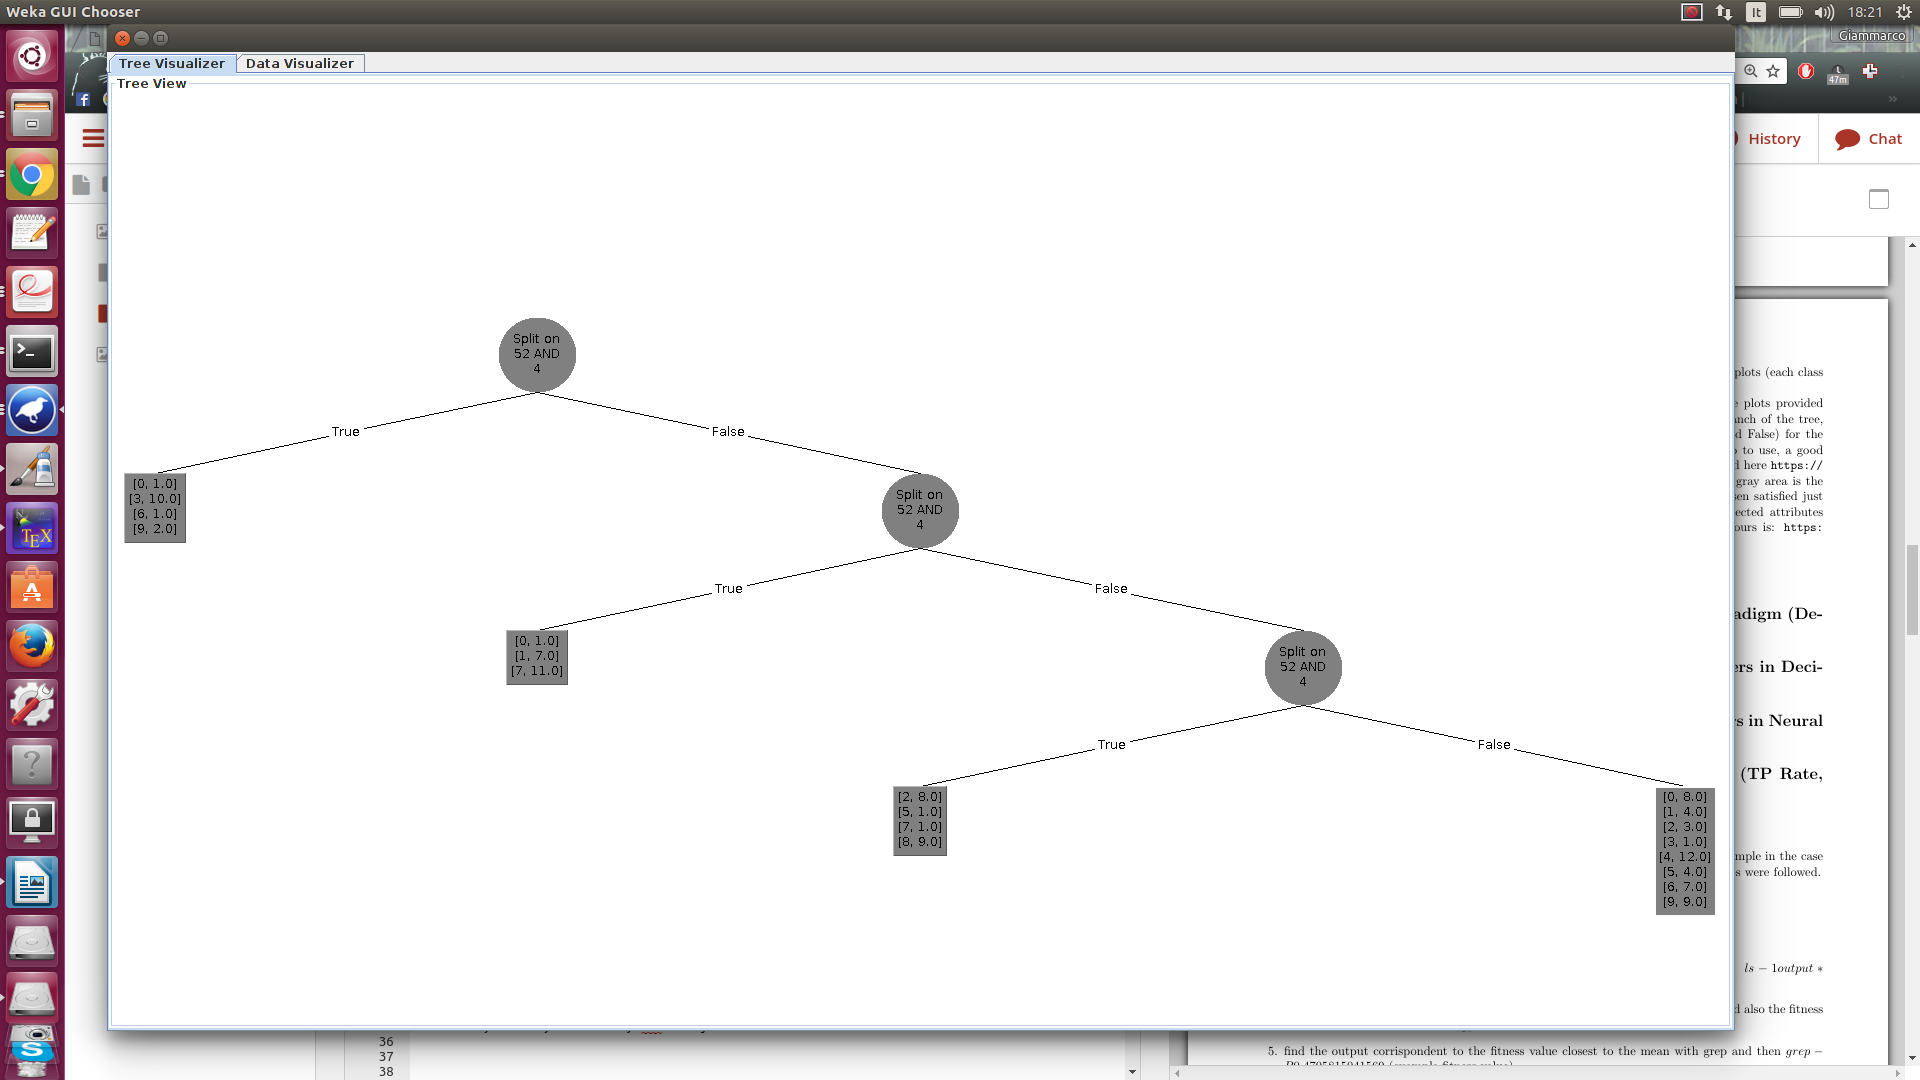 Weka GUI Chooser
It
18:21
Giammarco
Tree Visualizer
Data Visualizer
Tree View
47m
»
History
Chat
Split on
52 AND
4
True
False
[0, 1.0]
[3, 10.0]
[6, 1.0]
[9, 2.0]
Split on
52 AND
4
True
False
[0, 1.0]
[1, 7.0]
[7, 11.0]
Split on
52 AND
4
True
False
[2, 8.0]
[5, 1.0]
[7, 1.0]
[8, 9.0]
[0, 8.0]
[1, 4.0]
[2, 3.0]
[3, 1.0]
[4, 12.0]
[5, 4.0]
[6, 7.0]
[9, 9.0]
plots (each class
plots provided
of the tree,
False) for the
to use, a good
here https://
gray area is the
satisfied just
attributes
ours is: https:
(De-
in Deci-
in Neural
(TP Rate,
in the case
were followed.
ls − 1output ∗
also the fitness
5. find the output corrispondent to the fitness value closest to the mean with grep and then grep −
36
37
38